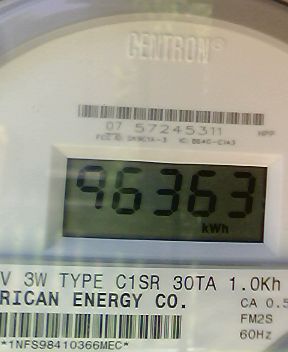 CENTRON®
07 57245311
96363
kWh
V 3W TYPE C1SR 30TA 1.0Kh
RICAN ENERGY CO.
CA 0.5
FM2S
60Hz
*1NFS98410366MEC*